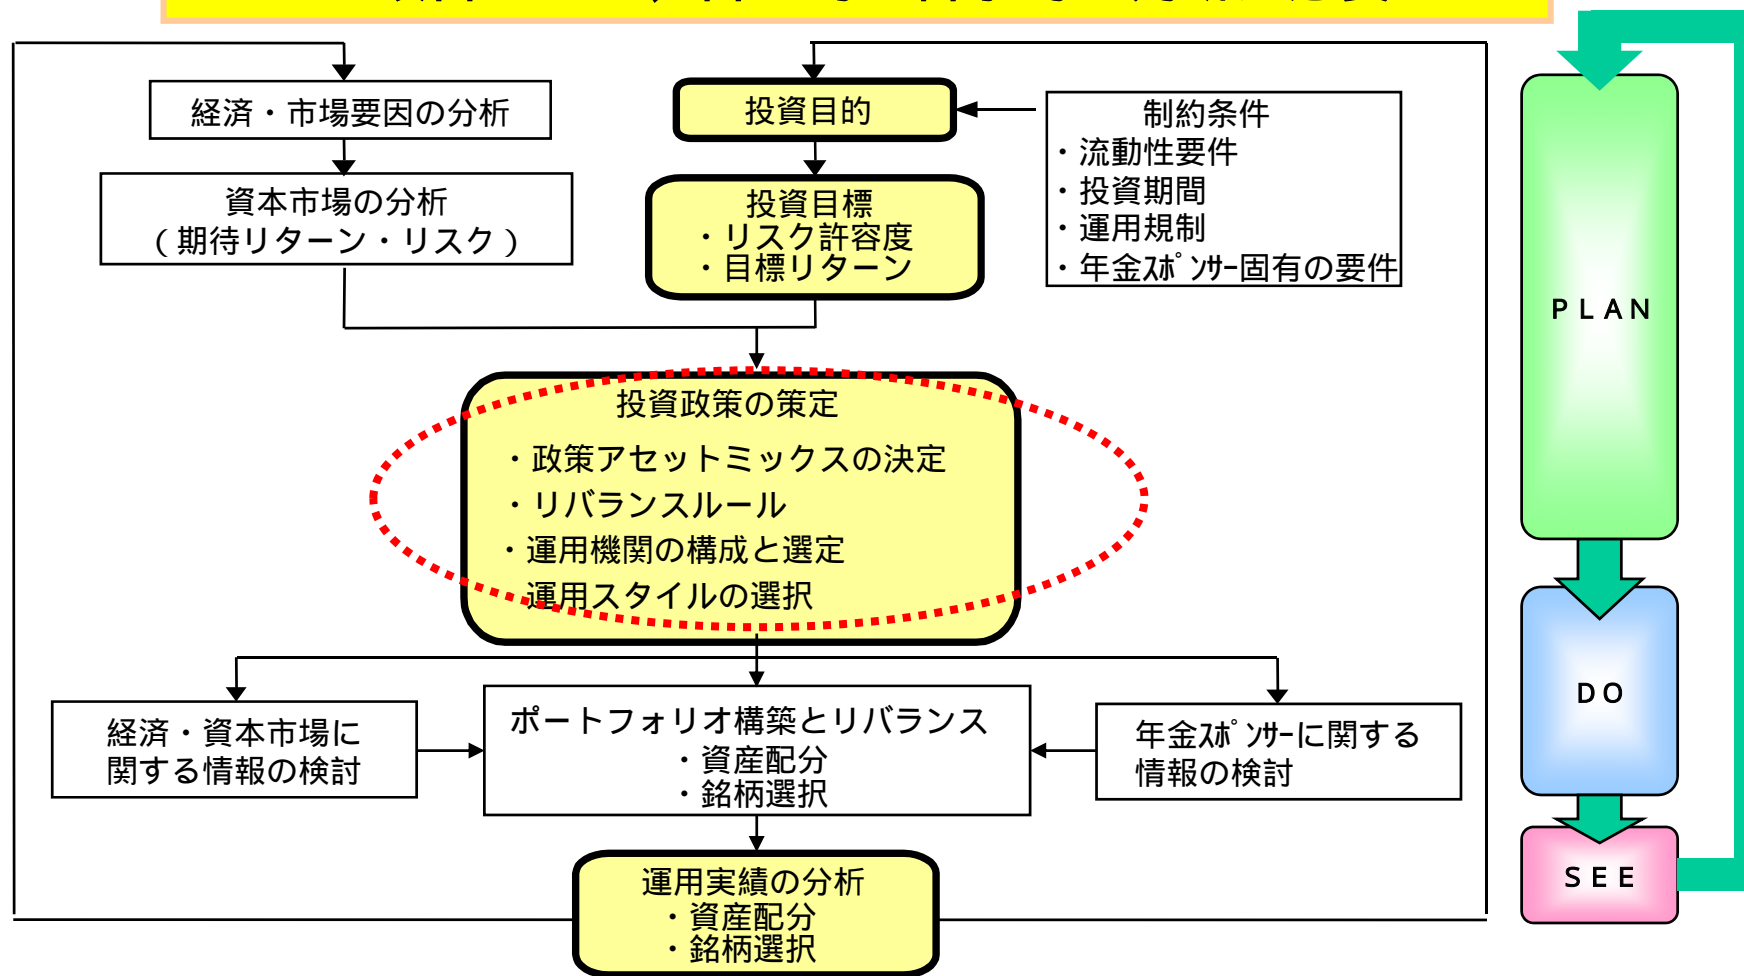 経済・市場要因の分析
資本市場の分析
（期待リターン・リスク）
投資目的
投資目標
・リスク許容度
・目標リターン
制約条件
・流動性要件
・投資期間
・運用規制
・年金ｽﾎﾟﾝｻｰ固有の要件
投資政策の策定
・政策アセットミックスの決定
・リバランスルール
・運用機関の構成と選定
運用スタイルの選択
経済・資本市場に
関する情報の検討
ポートフォリオ構築とリバランス
・資産配分
・銘柄選択
年金ｽﾎﾟﾝｻｰに関する
情報の検討
運用実績の分析
・資産配分
・銘柄選択
ＰＬＡＮ
ＤＯ
ＳＥＥ